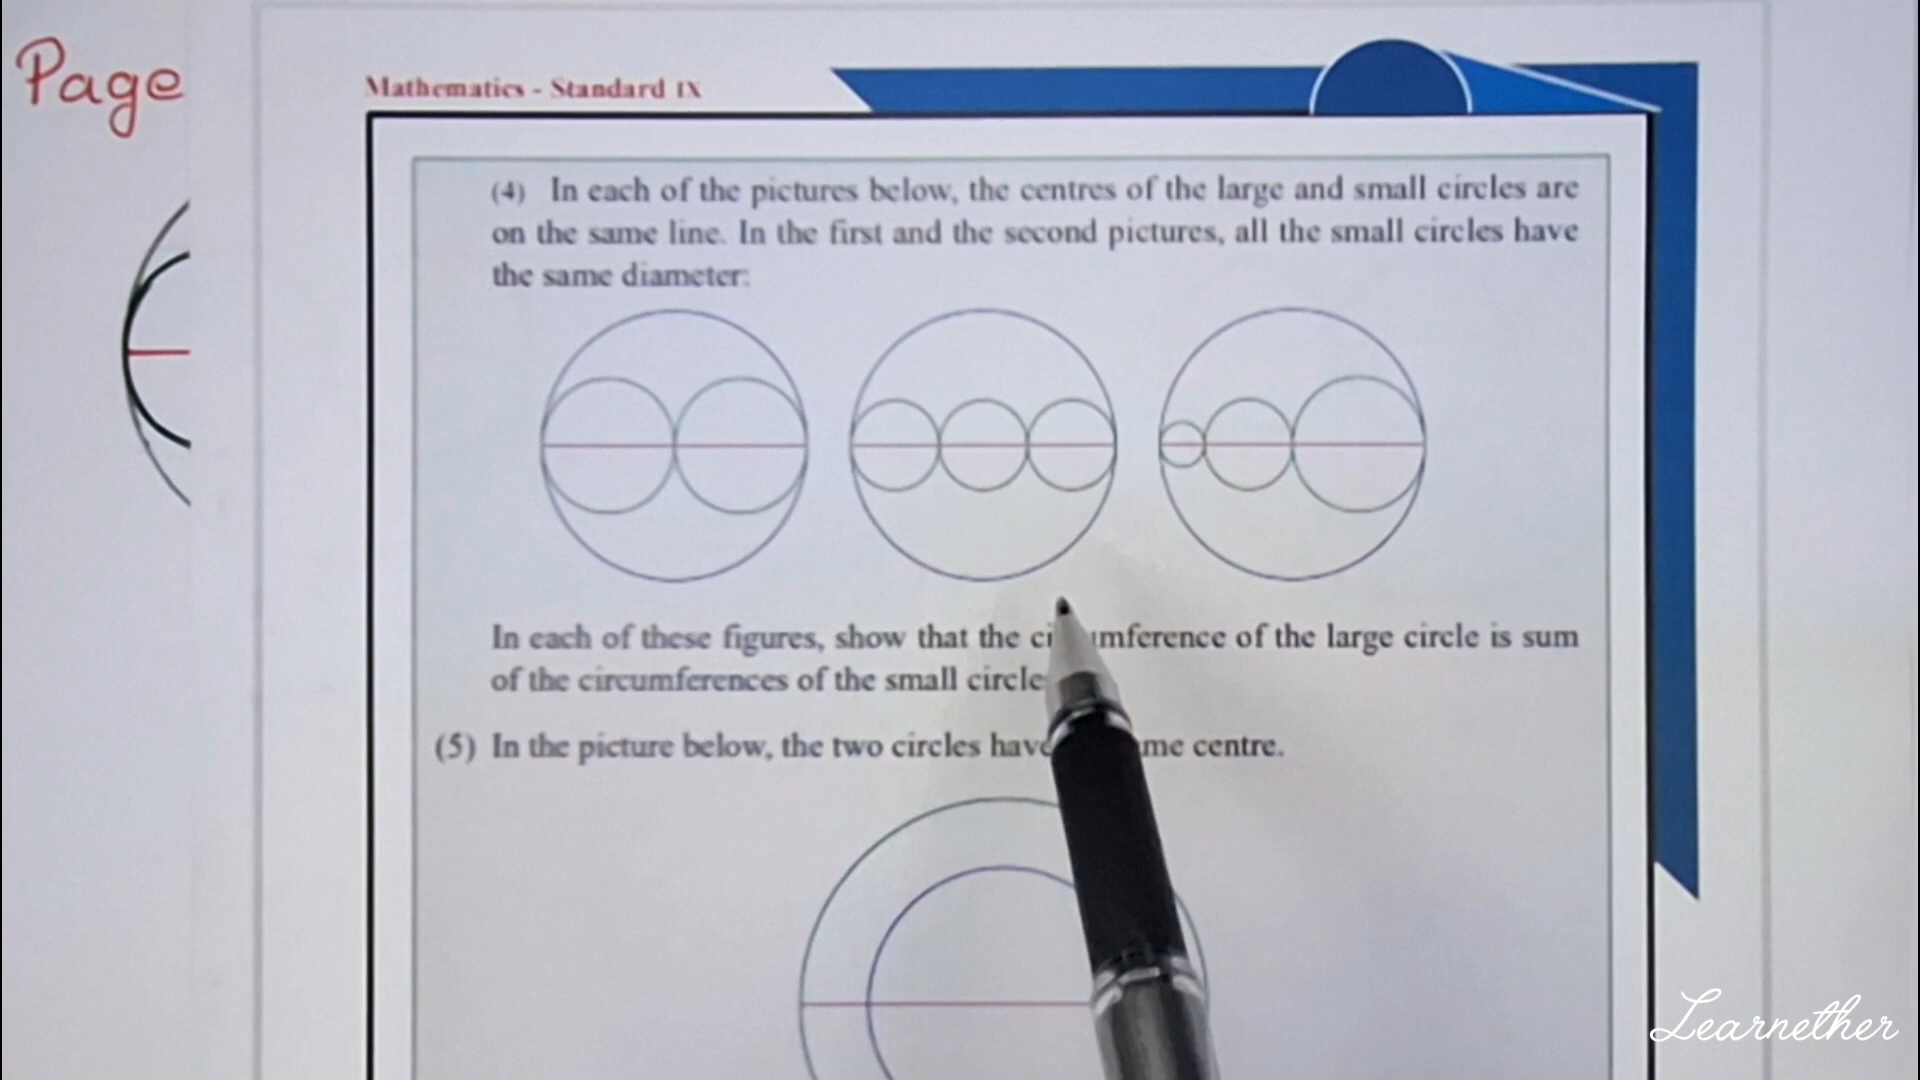 Page
Mathematics - Standard IX
(4) In each of the pictures below, the centres of the large and small circles are
on the same line. In the first and the second pictures, all the small circles have
the same diameter.
In each of these figures, show that the ci umference of the large circle is sum
of the circumferences of the small circle
(5) In the picture below, the two circles have me centre.
Learnether